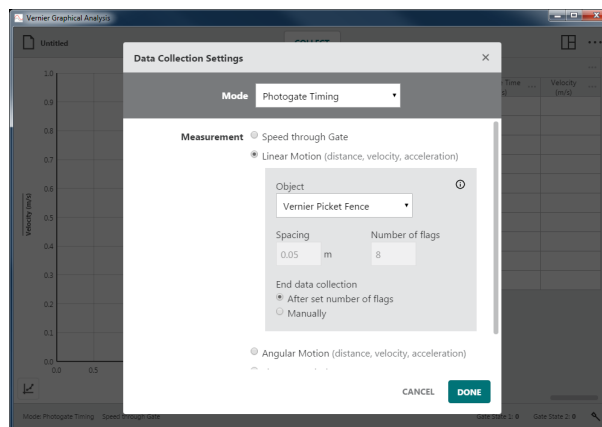 Vernier Graphical Analysis
Untitled
COLLECT
Data Collection Settings
Mode Photogate Timing
Measurement Speed through Gate
Linear Motion (distance, velocity, acceleration)
Object
Vernier Picket Fence
Spacing Number of flags
0.05 m 8
End data collection
After set number of flags
Manually
Angular Motion (distance, velocity, acceleration)
CANCEL DONE
Time Velocity
(m/s)
1.0
0.9
0.8
0.7
0.6
0.5
0.4
0.3
0.2
0.1
0.0
Velocity (m/s)
0.0 0.5
Mode: Photogate Timing Speed through Gate Gate State 1: 0 Gate State 2: 0